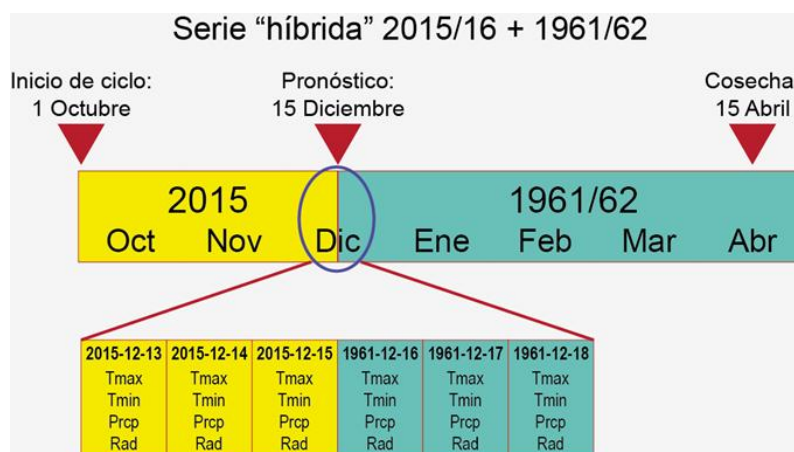 Serie “híbrida” 2015/16 + 1961/62
Inicio de ciclo:
1 Octubre
Pronóstico:
15 Diciembre
Cosecha
15 Abril
2015
1961/62
Oct Nov Dic Ene Feb Mar Abr
2015-12-13 2015-12-14 2015-12-15 1961-12-16 1961-12-17 1961-12-18
Tmax Tmax Tmax Tmax Tmax Tmax
Tmin Tmin Tmin Tmin Tmin Tmin
Prcp Prcp Prcp Prcp Prcp Prcp
Rad Rad Rad Rad Rad Rad